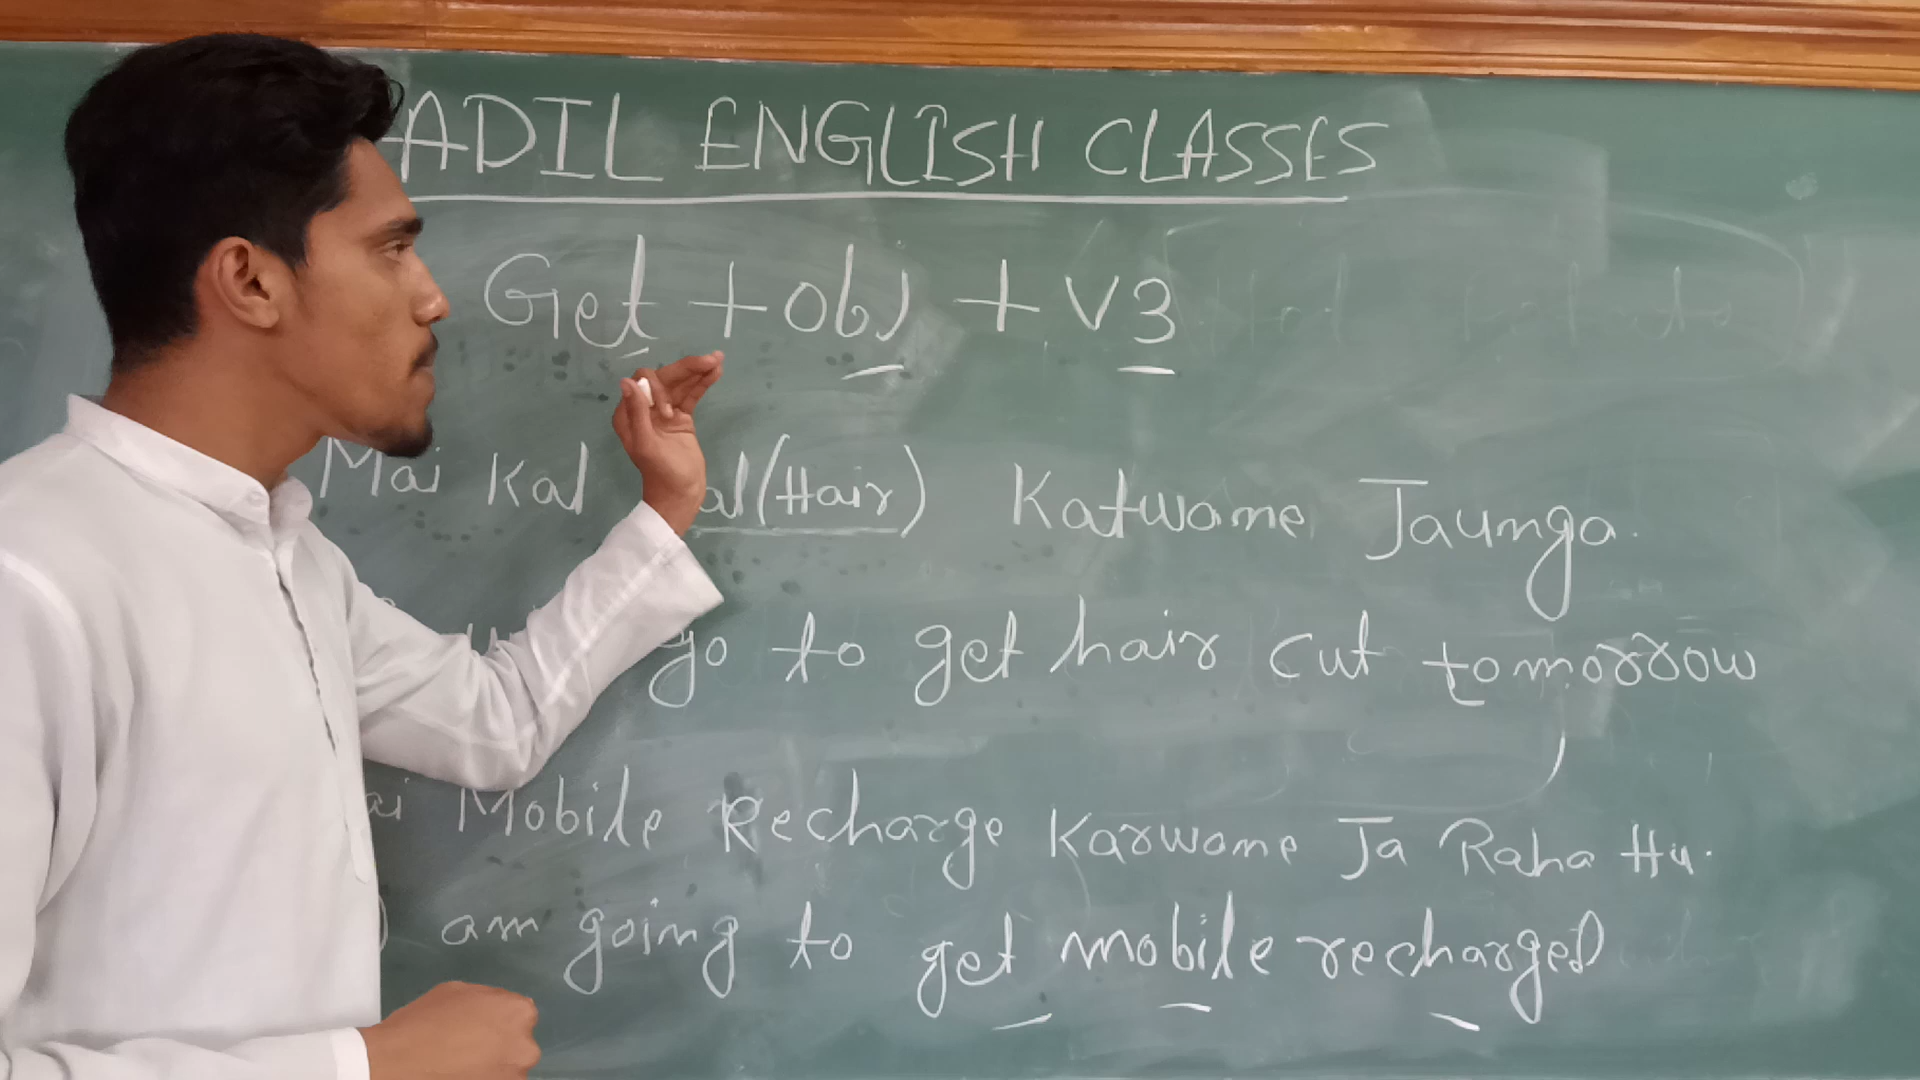 ADIL ENGLISH CLASSES
Get + obj + V3
Mai Kal (Hair) Katwane Jaunga.
go to get hair cut tomorrow
Mobile Recharge Karwane Ja Raha Hu.
am going to get mobile recharged